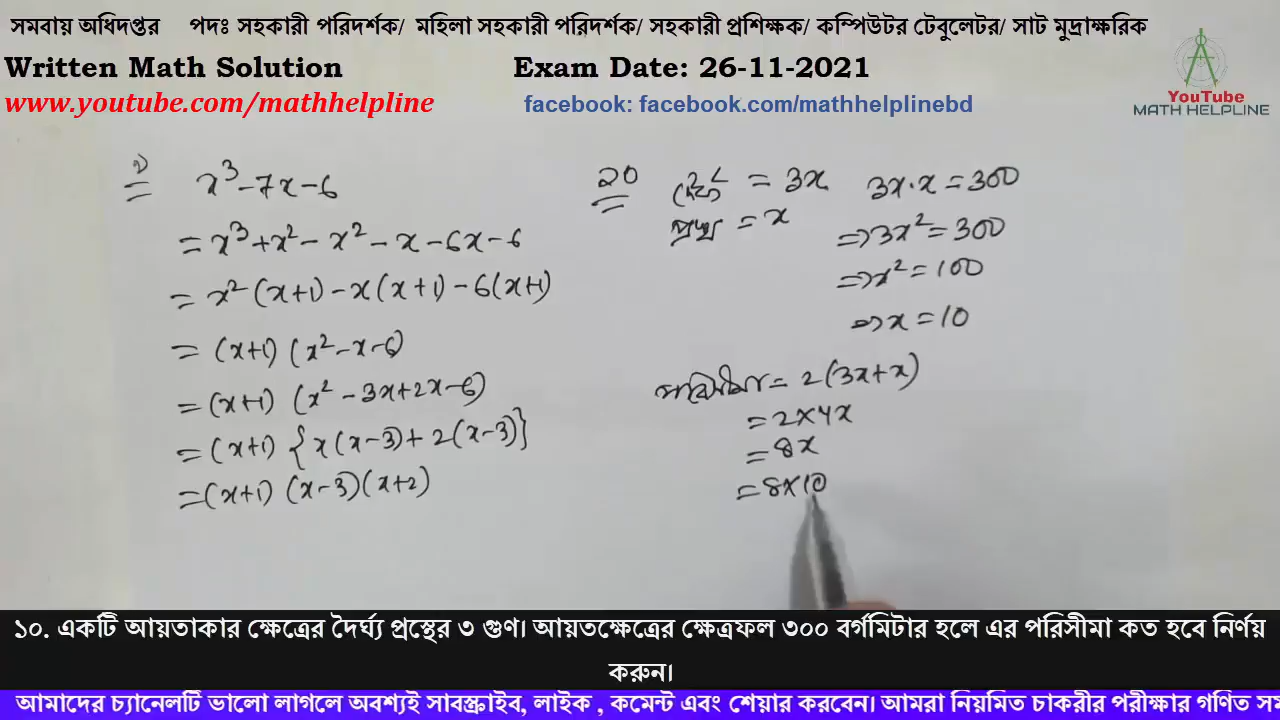 সমবায় অধিদপ্তর পদঃ সহকারী পরিদর্শক/ মহিলা সহকারী পরিদর্শক/ সহকারী প্রশিক্ষক/ কম্পিউটর টেবুলেটর/ সাট মুদ্রাক্ষরিক
Written Math Solution Exam Date: 26-11-2021
www.youtube.com/mathhelpline facebook: facebook.com/mathhelplinebd
YouTube
MATH HELPLINE
x³-7x-6
= x³+x²-x²-x-6x-6
= x²(x+1)-x(x+1)-6(x+1)
= (x+1) (x²-x-6)
= (x+1) (x²-3x+2x-6)
= (x+1) {x(x-3)+2(x-3)}
= (x+1) (x-3)(x+2)
= 3x
প্রস্থ = x
3x·x=300
⇒3x²=300
⇒x²=100
⇒x=10
পরিসীমা = 2(3x+x)
= 2×4x
= 8x
= 8×10
১০. একটি আয়তাকার ক্ষেত্রের দৈর্ঘ্য প্রস্থের ৩ গুণ। আয়তক্ষেত্রের ক্ষেত্রফল ৩০০ বর্গমিটার হলে এর পরিসীমা কত হবে নির্ণয়
করুন।
আমাদের চ্যানেলটি ভালো লাগলে অবশ্যই সাবস্ক্রাইব, লাইক , কমেন্ট এবং শেয়ার করবেন। আমরা নিয়মিত চাকরীর পরীক্ষার গণিত সম